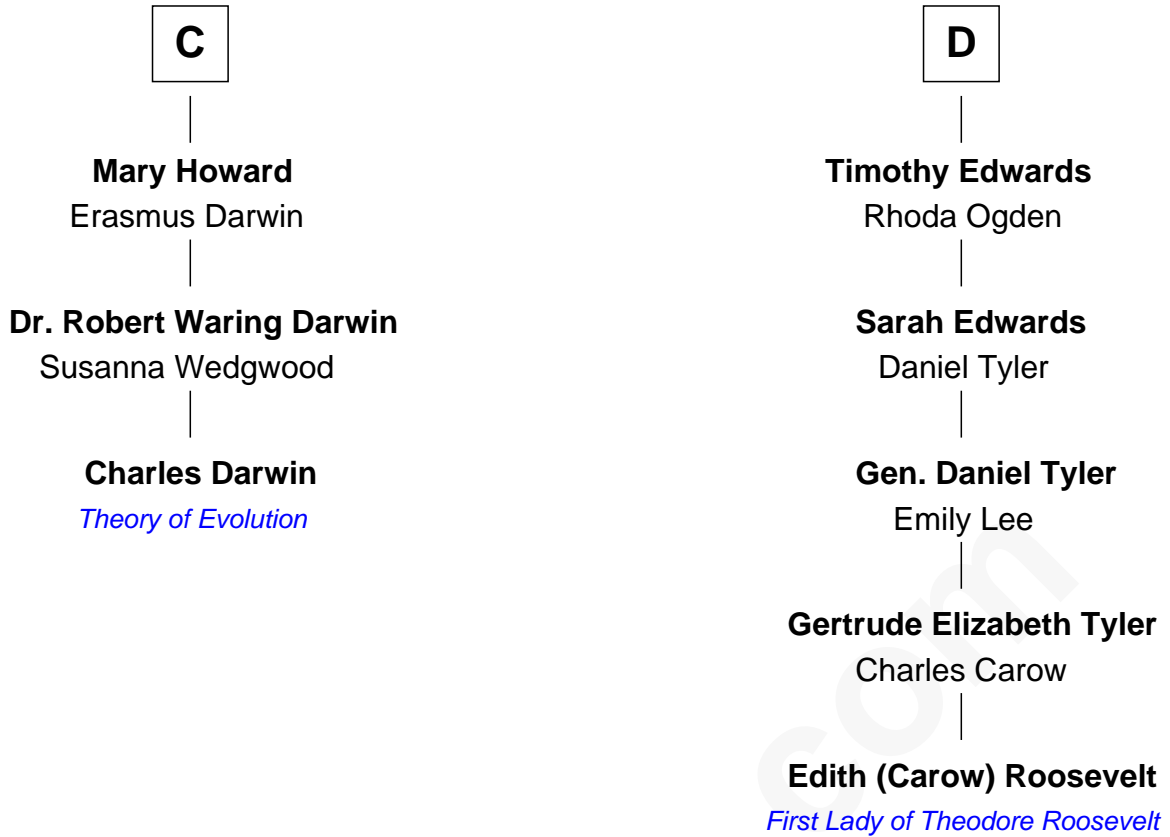 C
Mary Howard
Erasmus Darwin
Dr. Robert Waring Darwin
Susanna Wedgwood
Charles Darwin
Theory of Evolution
D
Timothy Edwards
Rhoda Ogden
Sarah Edwards
Daniel Tyler
Gen. Daniel Tyler
Emily Lee
Gertrude Elizabeth Tyler
Charles Carow
Edith (Carow) Roosevelt
First Lady of Theodore Roosevelt
com